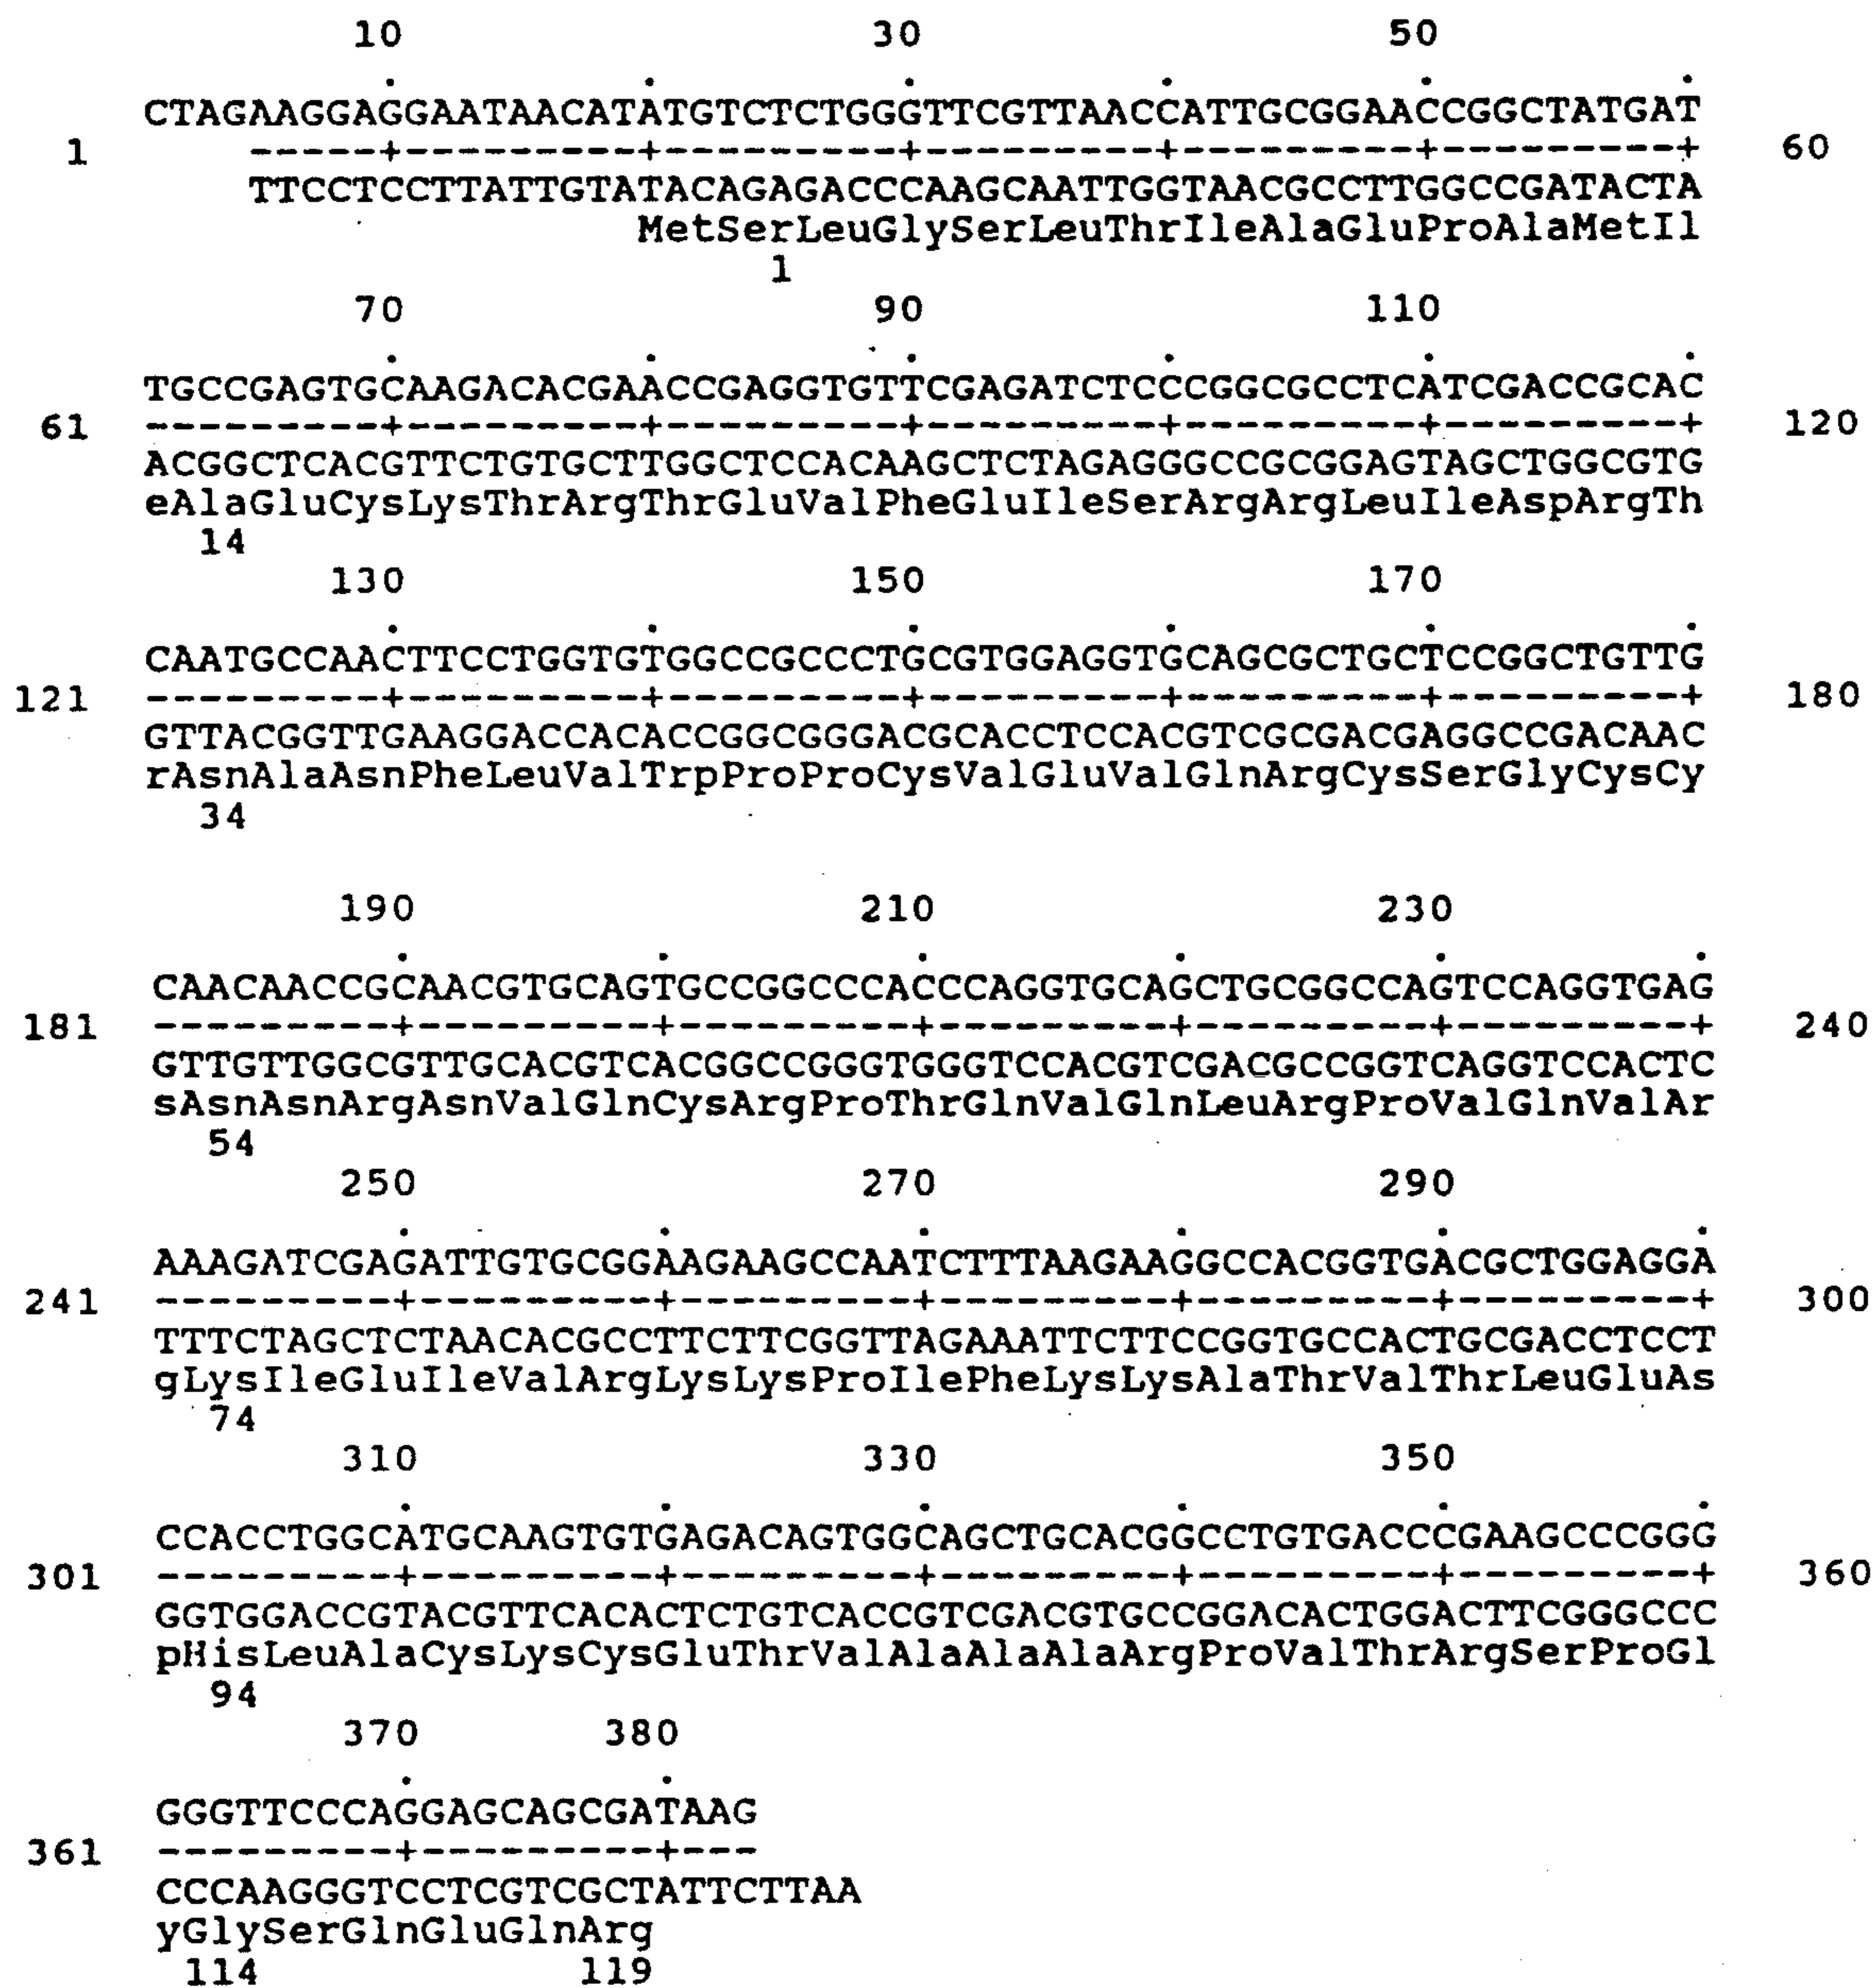 10 30 50
CTAGAAGGAGGAATAACATATGTCTCTGGGTTCGTTAACCATTGCGGAACCGGCTATGAT
1 -----+---------+---------+---------+---------+---------+ 60
TTCCTCCTTATTGTATACAGAGACCCAAGCAATTGGTAACGCCTTGGCCGATACTA
MetSerLeuGlySerLeuThrIleAlaGluProAlaMetIl
1
70 90 110
TGCCGAGTGCAAGACACGAACCGAGGTGTTCGAGATCTCCCGGCGCCTCATCGACCGCAC
61 ---------+---------+---------+---------+---------+---------+ 120
ACGGCTCACGTTCTGTGCTTGGCTCCACAAGCTCTAGAGGGCCGCGGAGTAGCTGGCGTG
eAlaGluCysLysThrArgThrGluValPheGluIleSerArgArgLeuIleAspArgTh
14
130 150 170
CAATGCCAACTTCCTGGTGTGGCCGCCCTGCGTGGAGGTGCAGCGCTGCTCCGGCTGTTG
121 ---------+---------+---------+---------+---------+---------+ 180
GTTACGGTTGAAGGACCACACCGGCGGGACGCACCTCCACGTCGCGACGAGGCCGACAAC
rAsnAlaAsnPheLeuValTrpProProCysValGluValGlnArgCysSerGlyCysCy
34
190 210 230
CAACAACCGCAACGTGCAGTGCCGGCCCACCCAGGTGCAGCTGCGGCCAGTCCAGGTGAG
181 ---------+---------+---------+---------+---------+---------+ 240
GTTGTTGGCGTTGCACGTCACGGCCGGGTGGGTCCACGTCGACGCCGGTCAGGTCCACTC
sAsnAsnArgAsnValGlnCysArgProThrGlnValGlnLeuArgProValGlnValAr
54
250 270 290
AAAGATCGAGATTGTGCGGAAGAAGCCAATCTTTAAGAAGGCCACGGTGACGCTGGAGGA
241 ---------+---------+---------+---------+---------+---------+ 300
TTTCTAGCTCTAACACGCCTTCTTCGGTTAGAAATTCTTCCGGTGCCACTGCGACCTCCT
gLysIleGluIleValArgLysLysProIlePheLysLysAlaThrValThrLeuGluAs
74
310 330 350
CCACCTGGCATGCAAGTGTGAGACAGTGGCAGCTGCACGGCCTGTGACCCGAAGCCCGGG
301 ---------+---------+---------+---------+---------+---------+ 360
GGTGGACCGTACGTTCACACTCTGTCACCGTCGACGTGCCGGACACTGGACTTCGGGCCC
pHisLeuAlaCysLysCysGluThrValAlaAlaAlaArgProValThrArgSerProGl
94
370 380
GGGTTCCCAGGAGCAGCGATAAG
361 ---------+---------+---
CCCAAGGGTCCTCGTCGCTATTCTTAA
yGlySerGlnGluGlnArg
114 119